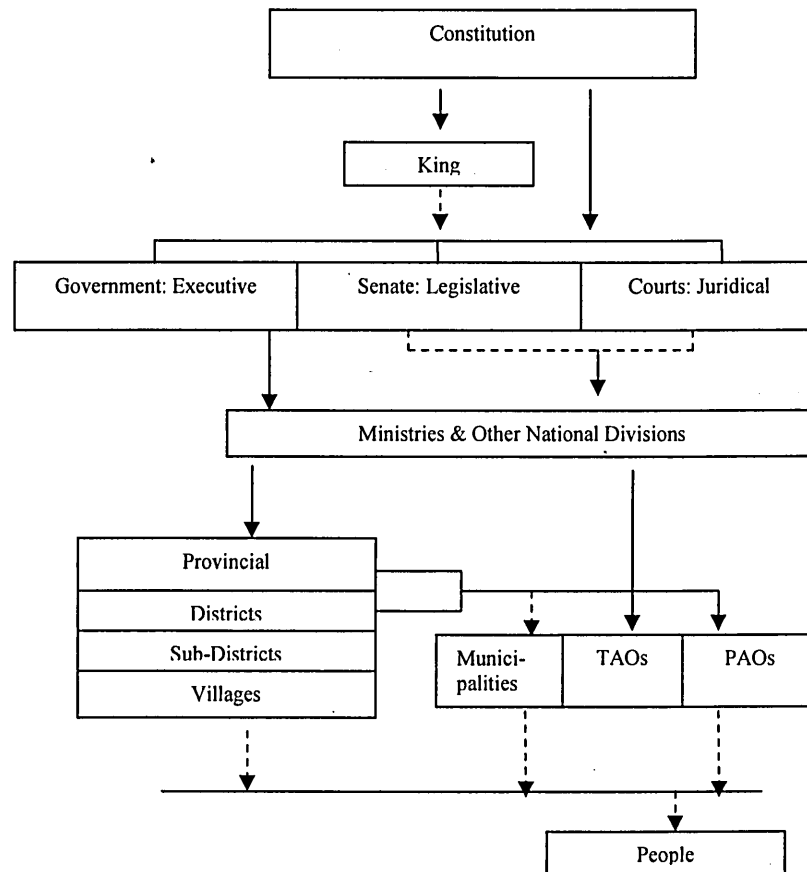 Constitution
King
Government: Executive
Senate: Legislative
Courts: Juridical
Ministries & Other National Divisions
Provincial
Districts
Sub-Districts
Villages
Munici-
palities
TAOs
PAOs
People